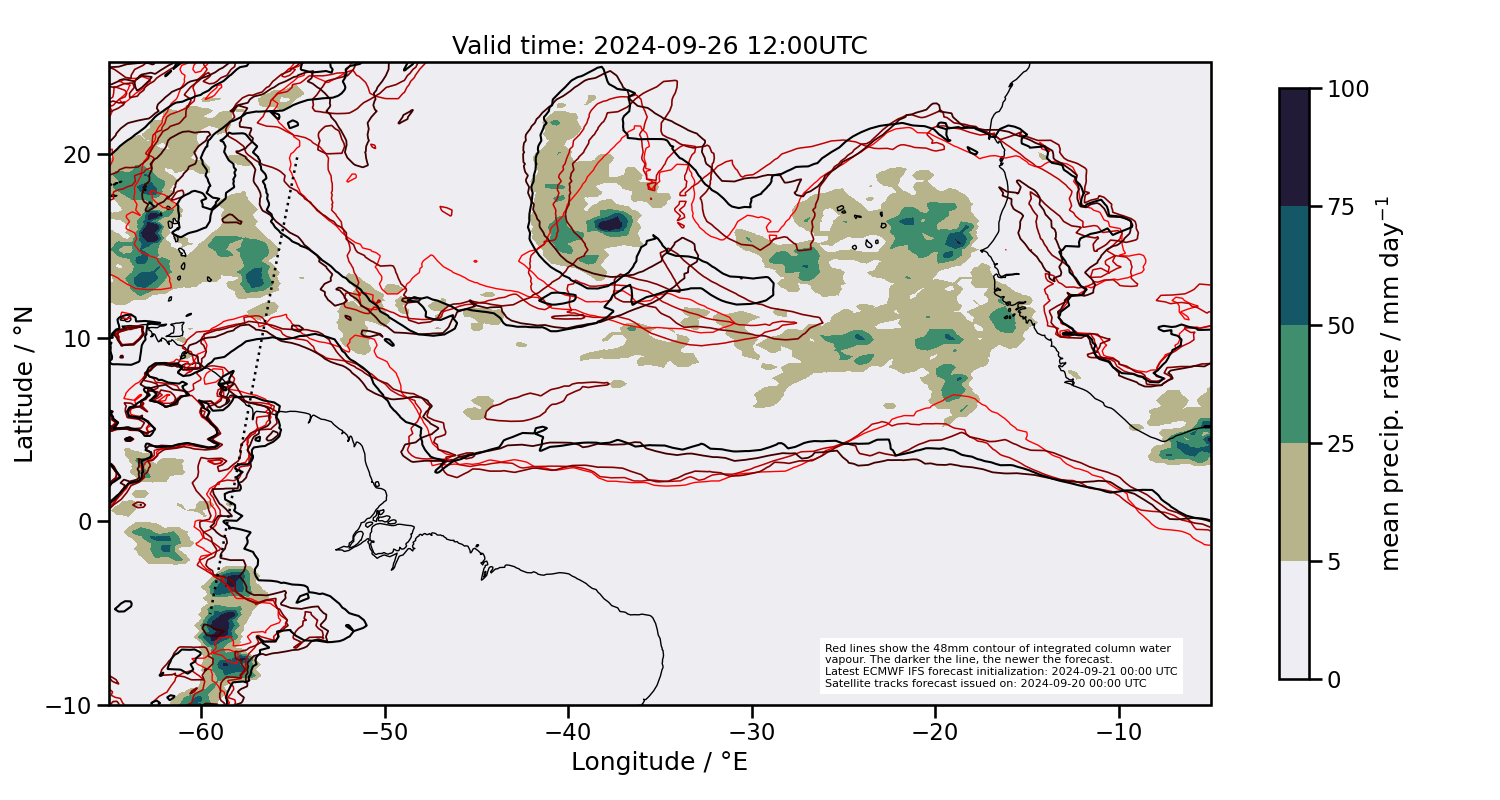 Valid time: 2024-09-26 12:00UTC
Latitude / °N
20
10
0
−10
−60
−50
−40
−30
−20
−10
Longitude / °E
Red lines show the 48mm contour of integrated column water
vapour. The darker the line, the newer the forecast.
Latest ECMWF IFS forecast initialization: 2024-09-21 00:00 UTC
Satellite tracks forecast issued on: 2024-09-20 00:00 UTC
100
75
50
25
5
0
mean precip. rate / mm day⁻¹